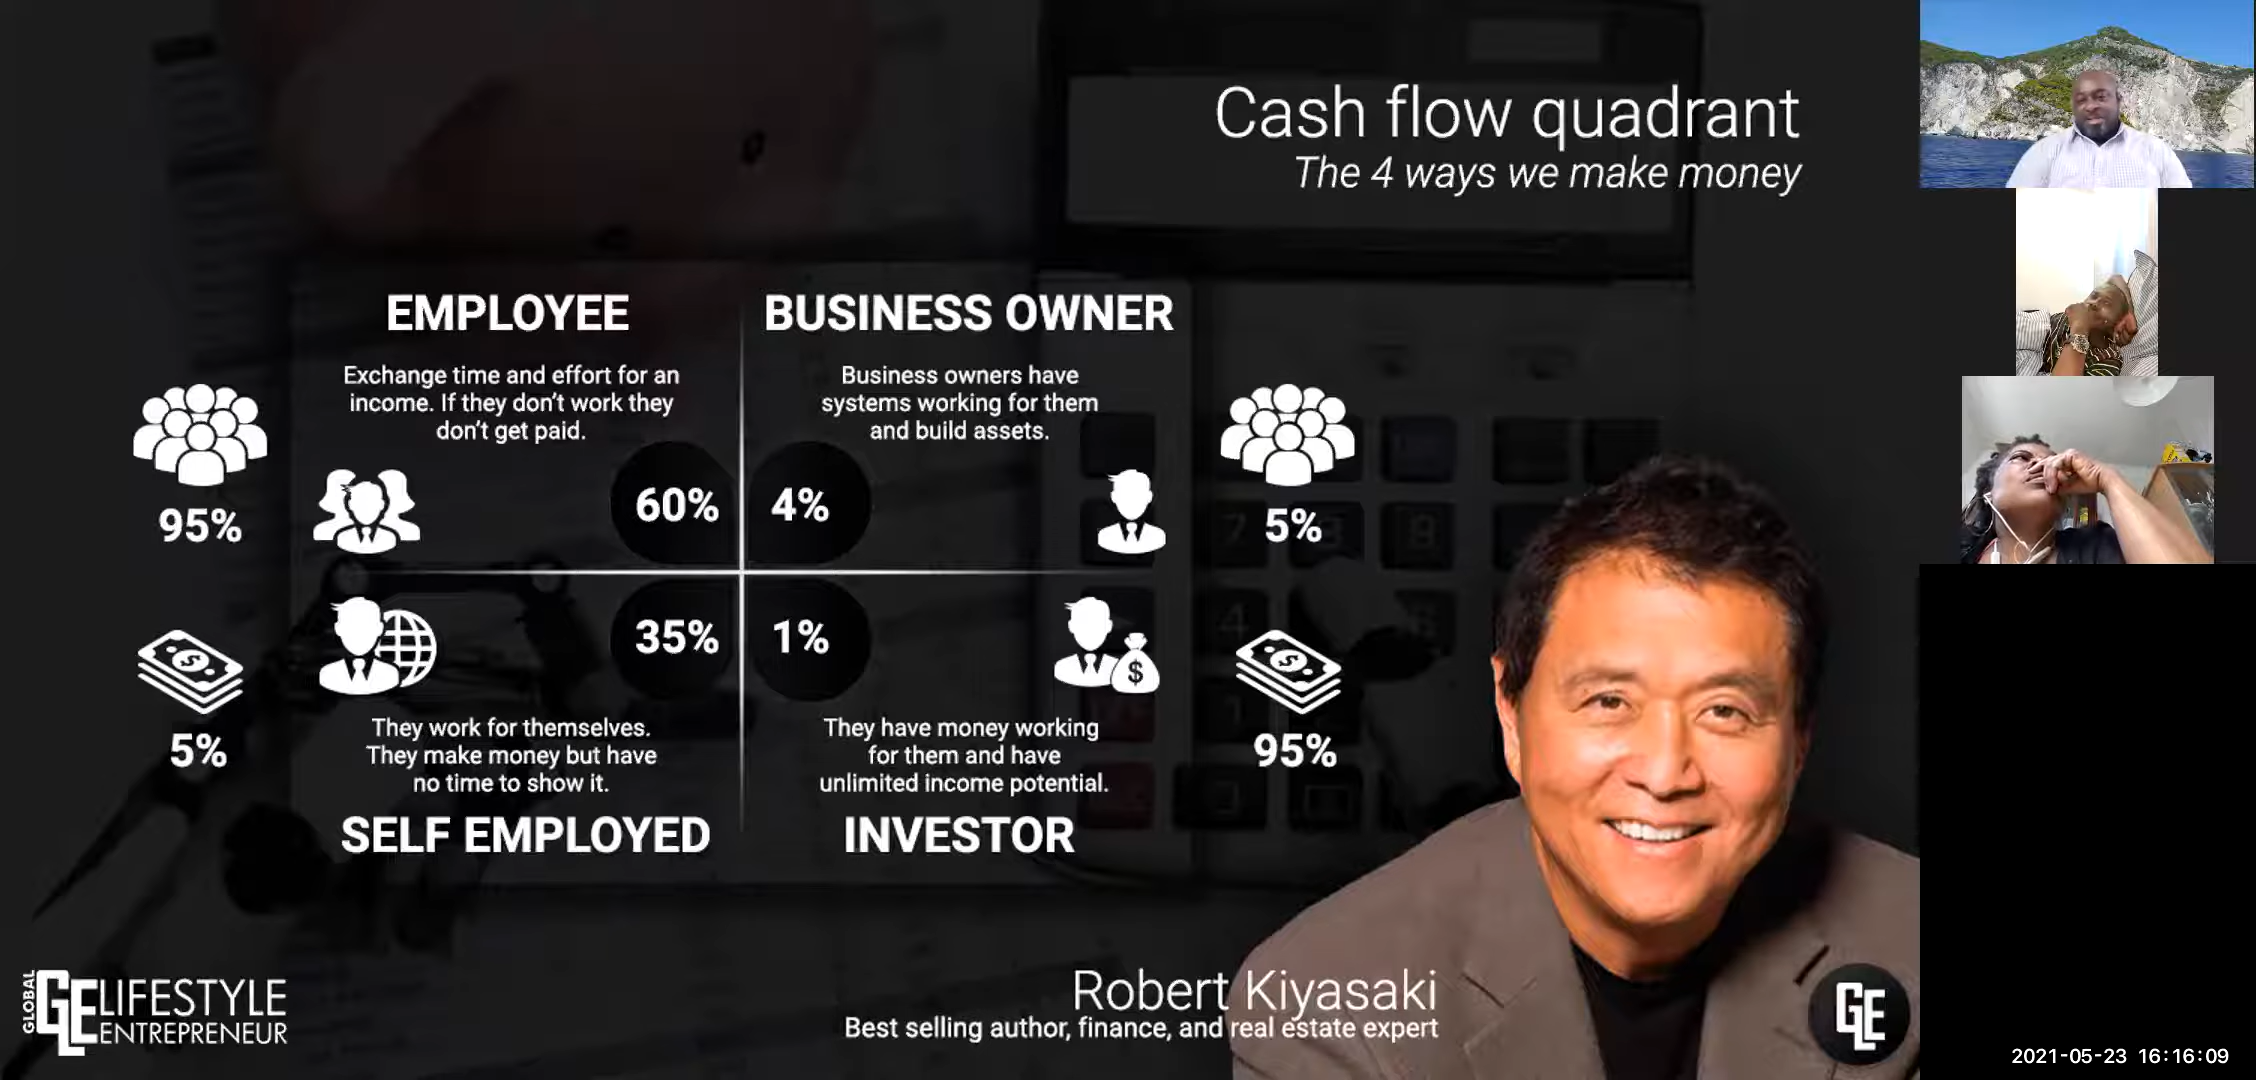 Cash flow quadrant
The 4 ways we make money
EMPLOYEE
Exchange time and effort for an
income. If they don't work they
don't get paid.
BUSINESS OWNER
Business owners have
systems working for them
and build assets.
95%
60%
4%
5%
5%
35%
1%
95%
They work for themselves.
They make money but have
no time to show it.
SELF EMPLOYED
They have money working
for them and have
unlimited income potential.
INVESTOR
Robert Kiyasaki
Best selling author, finance, and real estate expert
GLOBAL
GLE LIFESTYLE
ENTREPRENEUR
GLE
2021-05-23 16:16:09